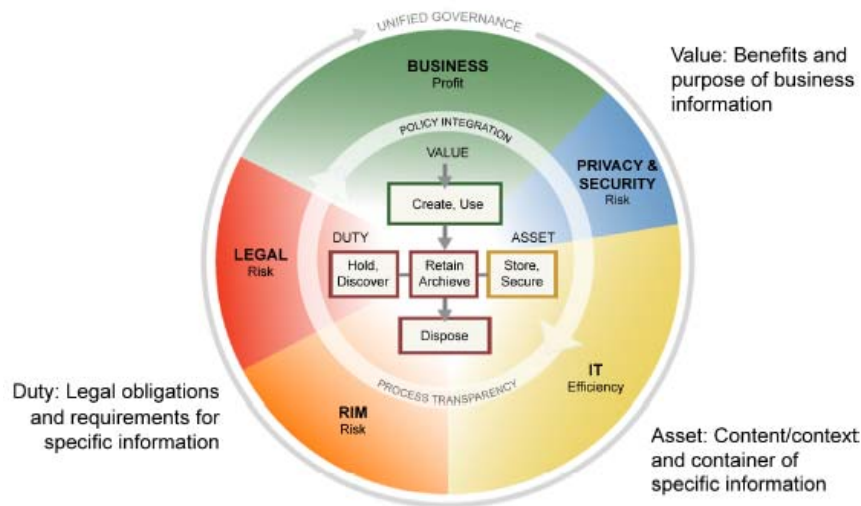 UNIFIED GOVERNANCE
BUSINESS
Profit
Value: Benefits and
purpose of business
information
POLICY INTEGRATION
VALUE
PRIVACY &
SECURITY
Risk
Create, Use
DUTY
ASSET
LEGAL
Risk
Hold,
Discover
Retain
Archieve
Store,
Secure
Dispose
IT
Efficiency
PROCESS TRANSPARENCY
Duty: Legal obligations
and requirements for
specific information
RIM
Risk
Asset: Content/context
and container of
specific information